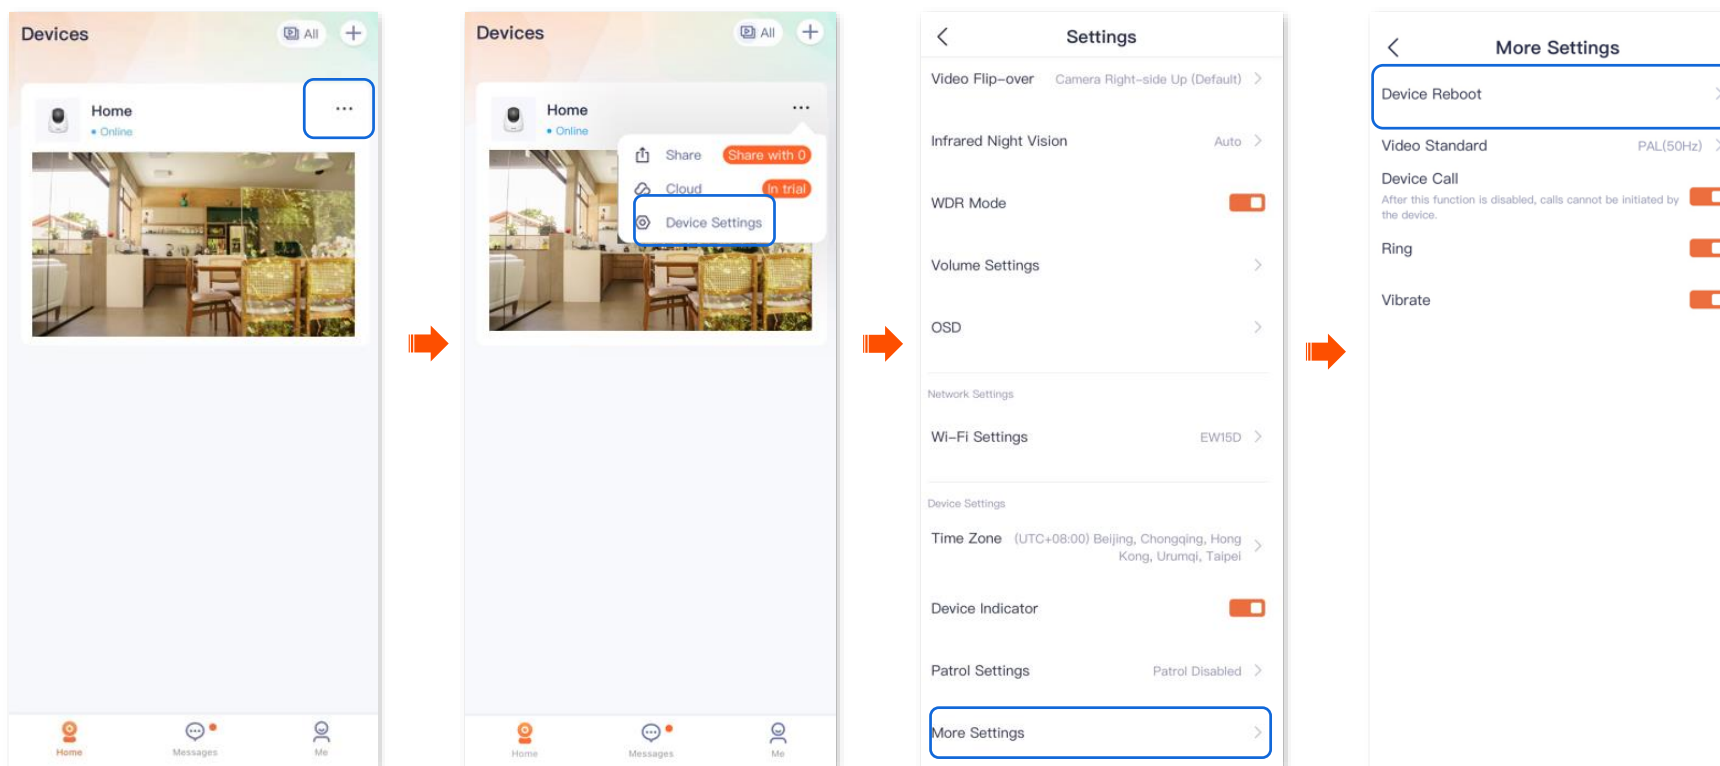 Devices
All
Home
Online
Home
Messages
Me
Devices
All
Home
Online
Share
Share with 0
Cloud
In trial
Device Settings
Home
Messages
Me
Settings
Video Flip-over
Camera Right-side Up (Default)
Infrared Night Vision
Auto
WDR Mode
Volume Settings
OSD
Network Settings
Wi-Fi Settings
EW15D
Device Settings
Time Zone
(UTC+08:00) Beijing, Chongqing, Hong
Kong, Urumqi, Taipei
Device Indicator
Patrol Settings
Patrol Disabled
More Settings
More Settings
Device Reboot
Video Standard
PAL(50Hz)
Device Call
After this function is disabled, calls cannot be initiated by
the device.
Ring
Vibrate